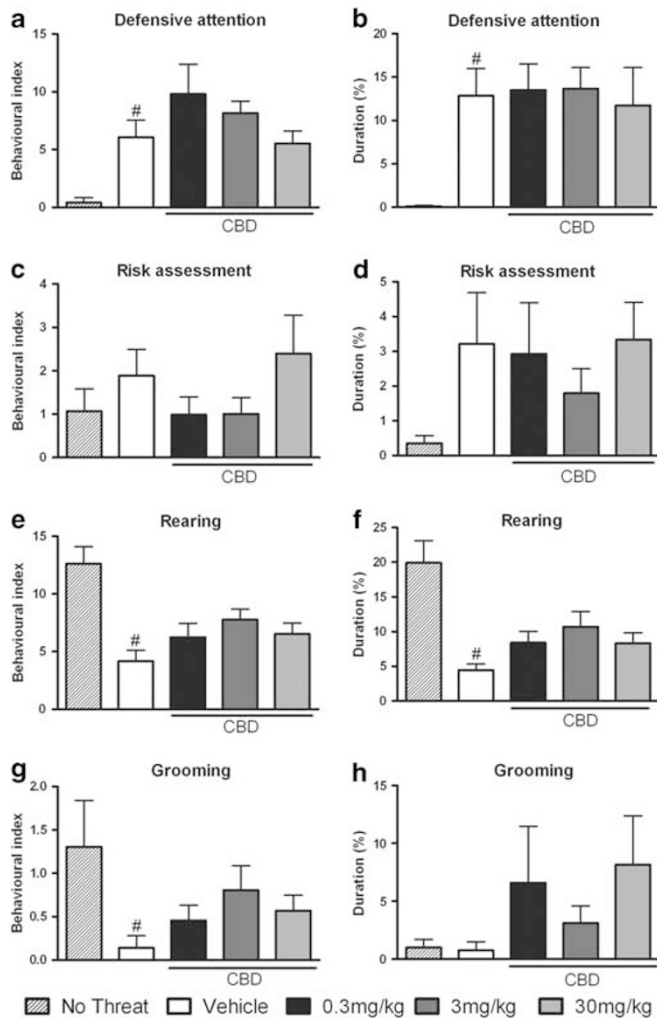 a
Defensive attention
Behavioural index
15
10
5
0
#
CBD
b
Defensive attention
Duration (%)
20
15
10
5
0
#
CBD
c
Risk assessment
Behavioural index
4
3
2
1
0
CBD
d
Risk assessment
Duration (%)
5
4
3
2
1
0
CBD
e
Rearing
Behavioural index
15
10
5
0
#
CBD
f
Rearing
Duration (%)
25
20
15
10
5
0
#
CBD
g
Grooming
Behavioural index
2.0
1.5
1.0
0.5
0.0
#
CBD
h
Grooming
Duration (%)
15
10
5
0
CBD
No Threat Vehicle 0.3mg/kg 3mg/kg 30mg/kg